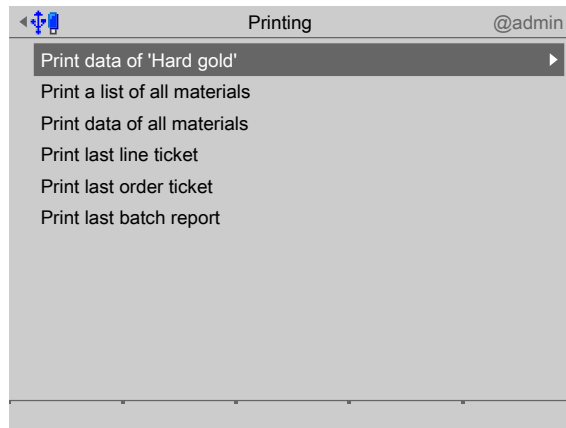 Printing @admin
Print data of 'Hard gold'
Print a list of all materials
Print data of all materials
Print last line ticket
Print last order ticket
Print last batch report